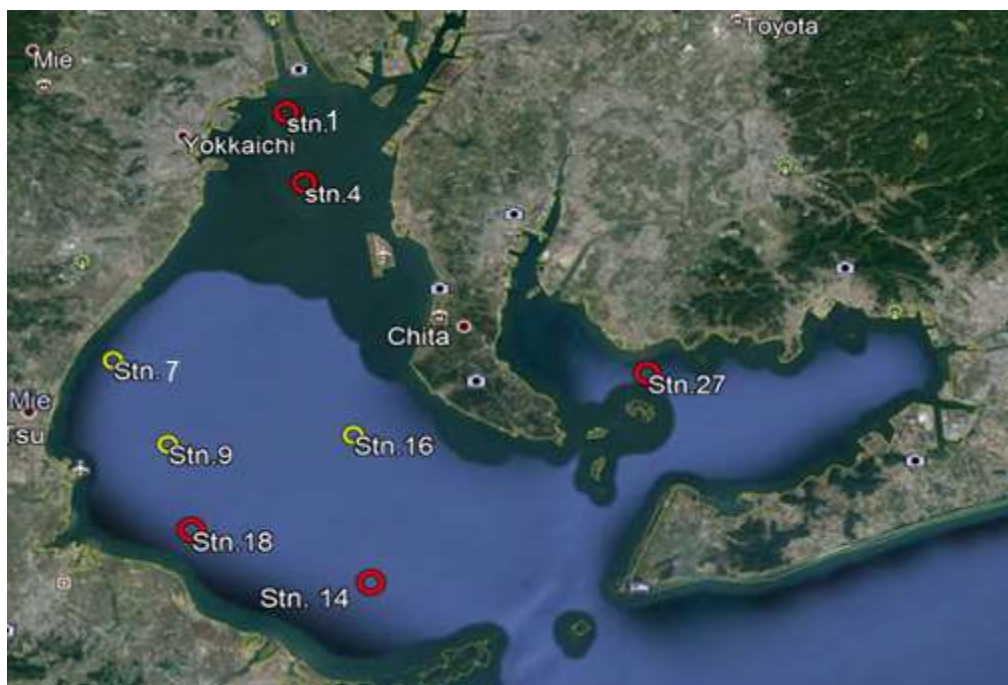 Toyota
Mie
stn.1
Yokkaichi
stn.4
Chita
Stn. 7
Stn.27
Mie
Tsu
Stn.16
Stn.9
Stn.18
Stn. 14